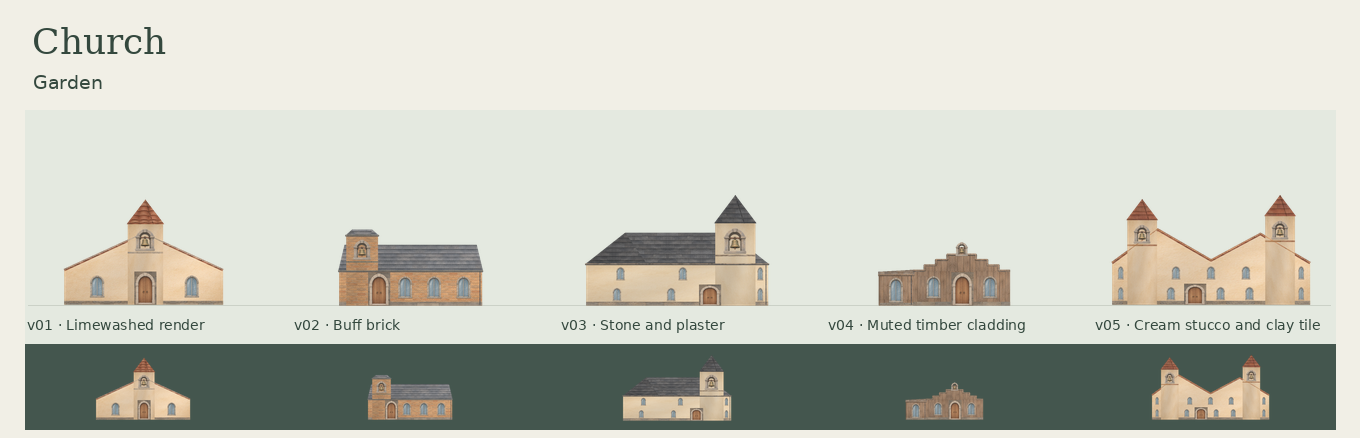 Church
Garden
v01 · Limewashed render
v02 · Buff brick
v03 · Stone and plaster
v04 · Muted timber cladding
v05 · Cream stucco and clay tile